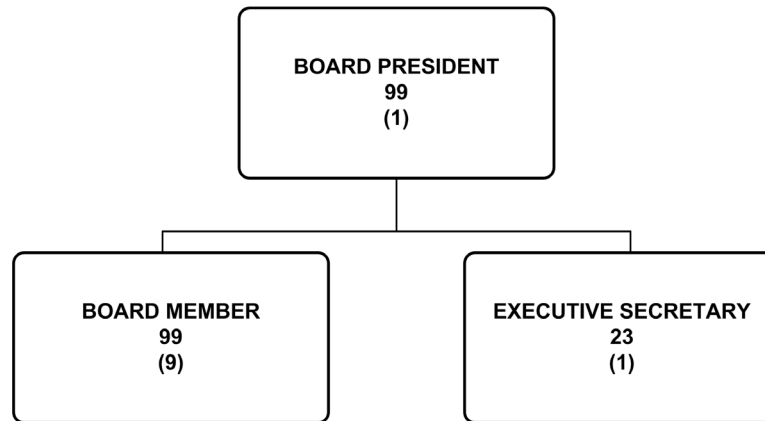 BOARD PRESIDENT
99
(1)
BOARD MEMBER
99
(9)
EXECUTIVE SECRETARY
23
(1)